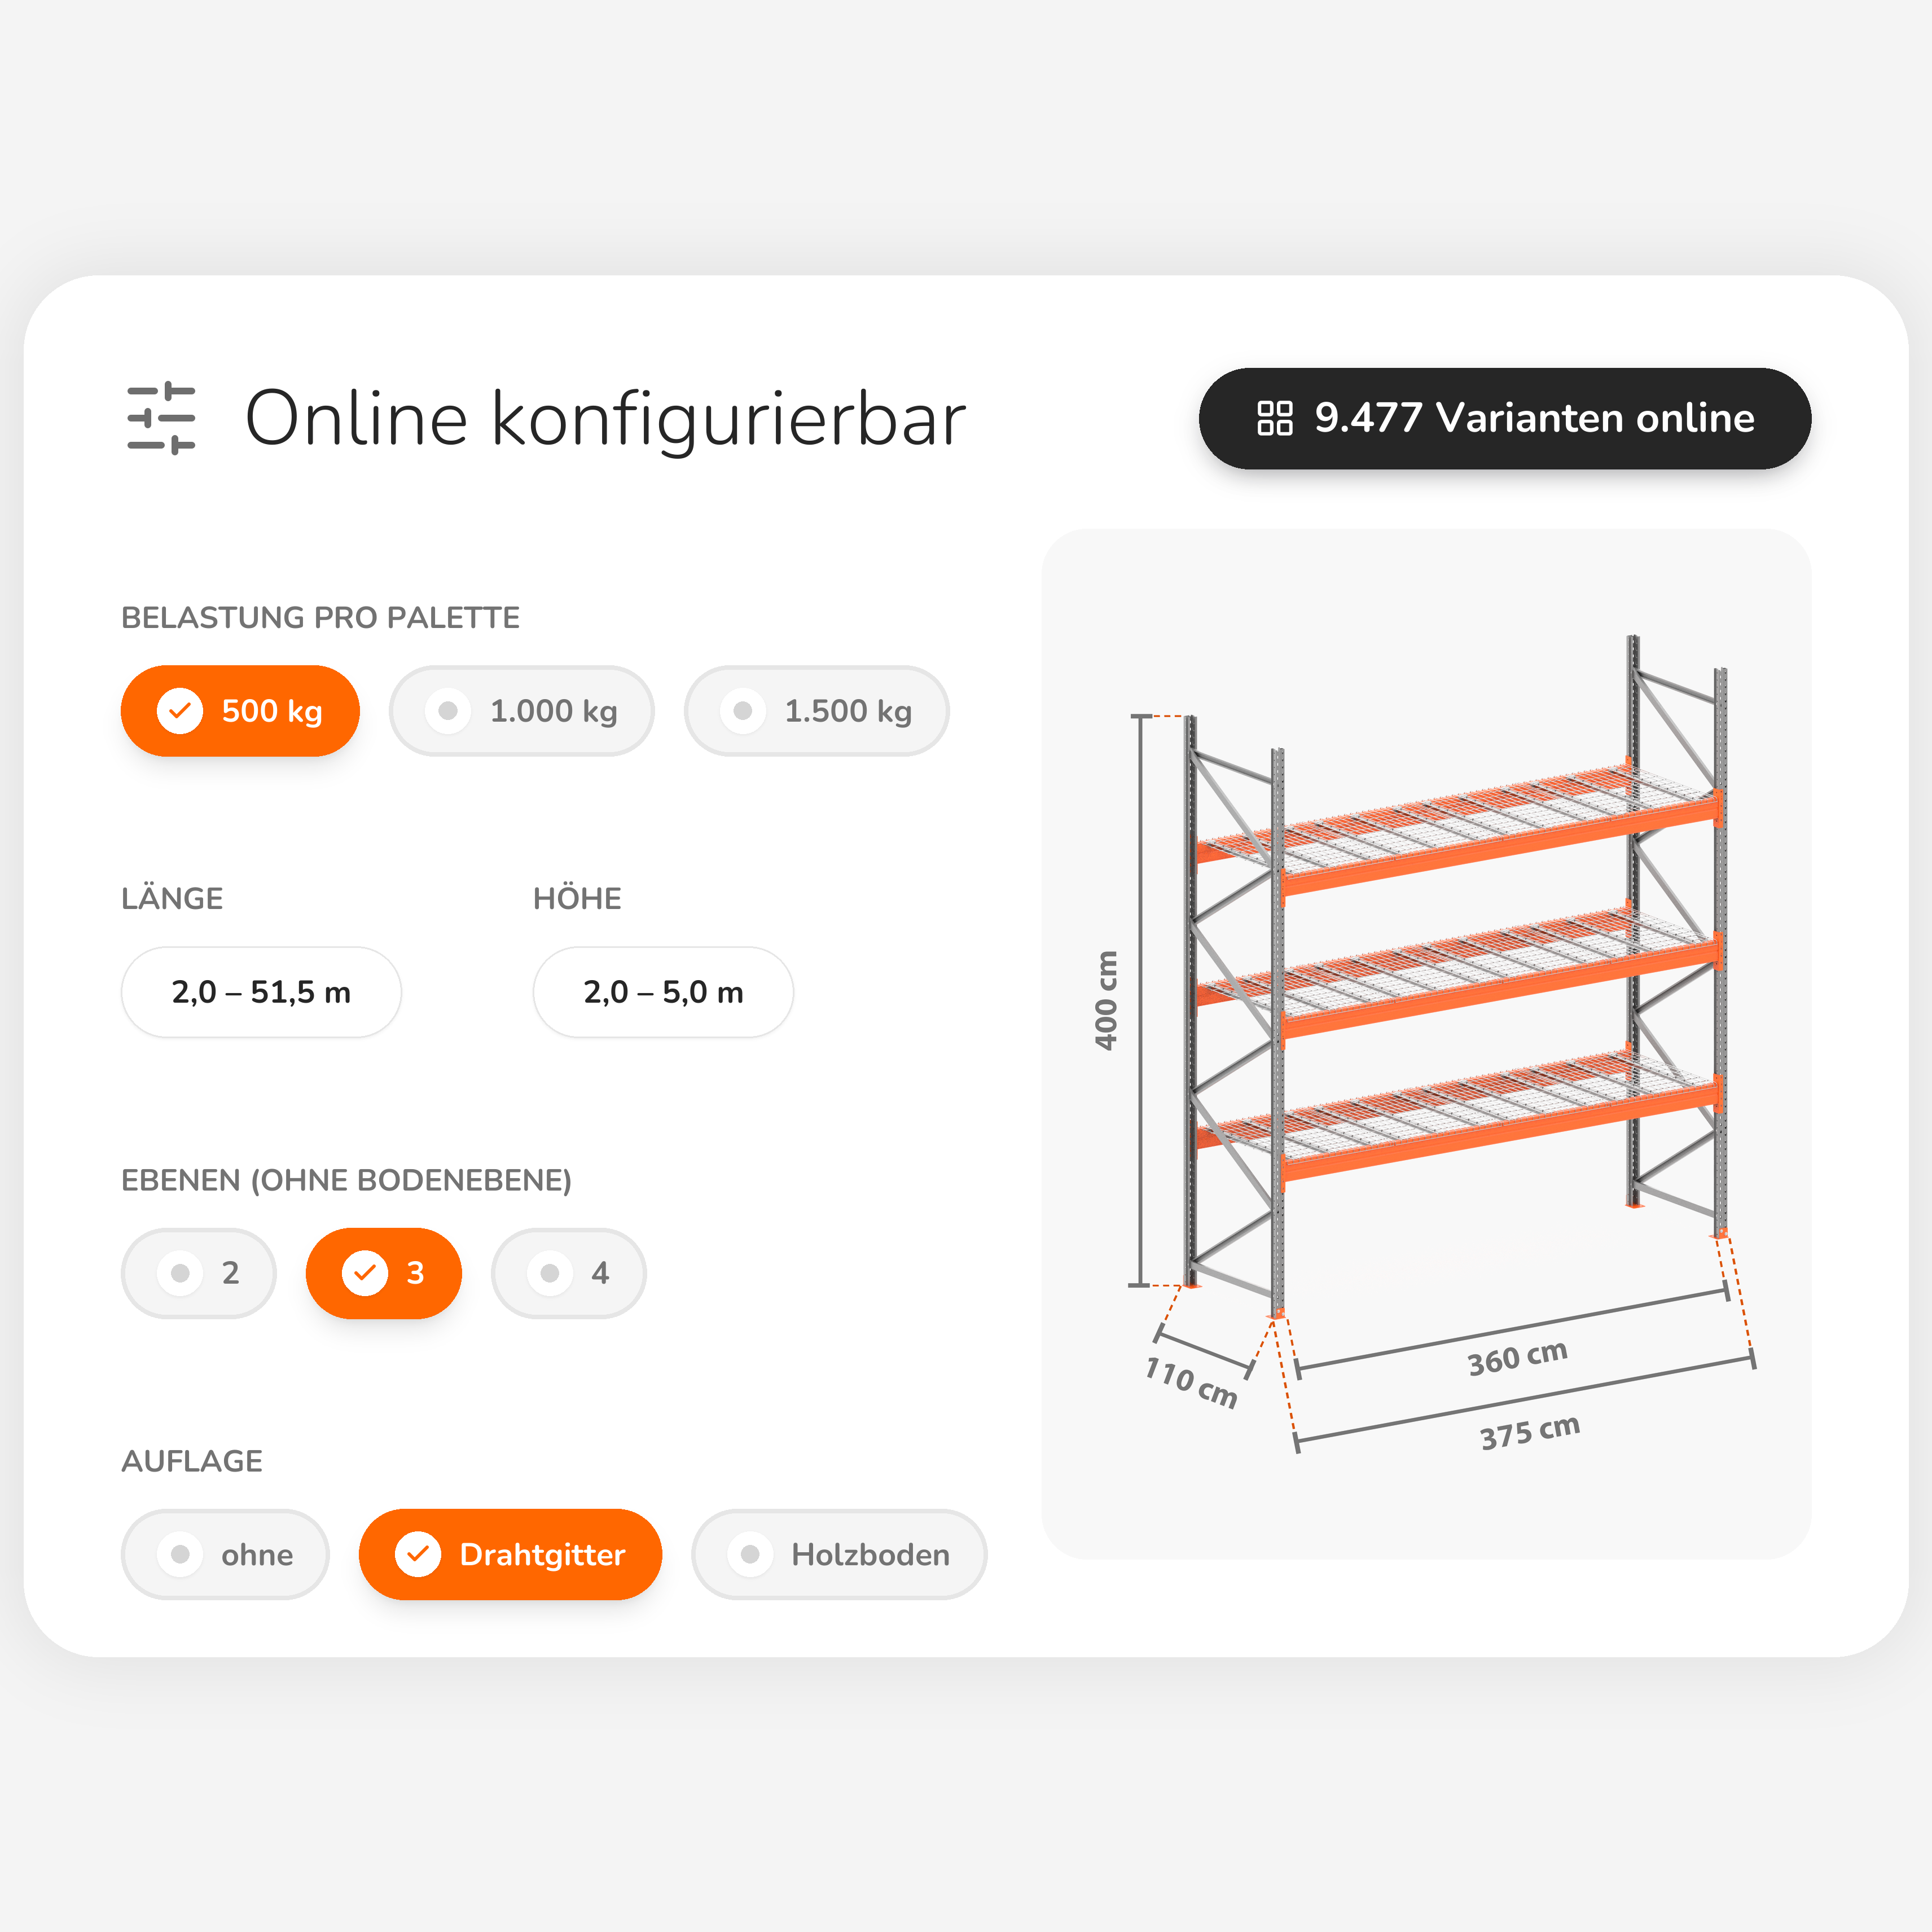 Online konfigurierbar
9.477 Varianten online
BELASTUNG PRO PALETTE
500 kg
1.000 kg
1.500 kg
LÄNGE
HÖHE
2,0 – 51,5 m
2,0 – 5,0 m
EBENEN (OHNE BODENEBENE)
2
3
4
AUFLAGE
ohne
Drahtgitter
Holzboden
400 cm
110 cm
360 cm
375 cm